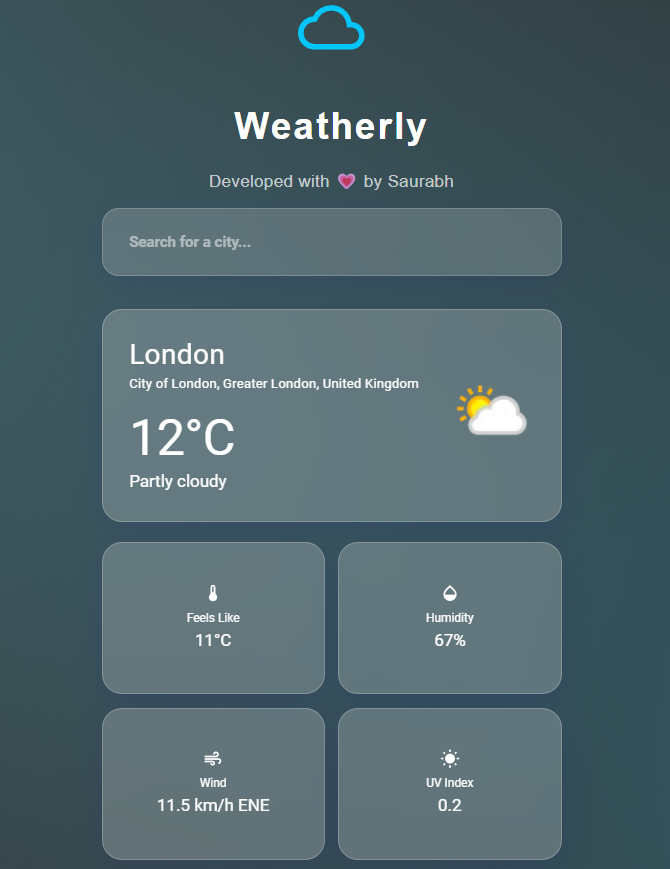 Weatherly
Developed with 💗 by Saurabh
Search for a city...
London
City of London, Greater London, United Kingdom
12°C
Partly cloudy
Feels Like
11°C
Humidity
67%
Wind
11.5 km/h ENE
UV Index
0.2